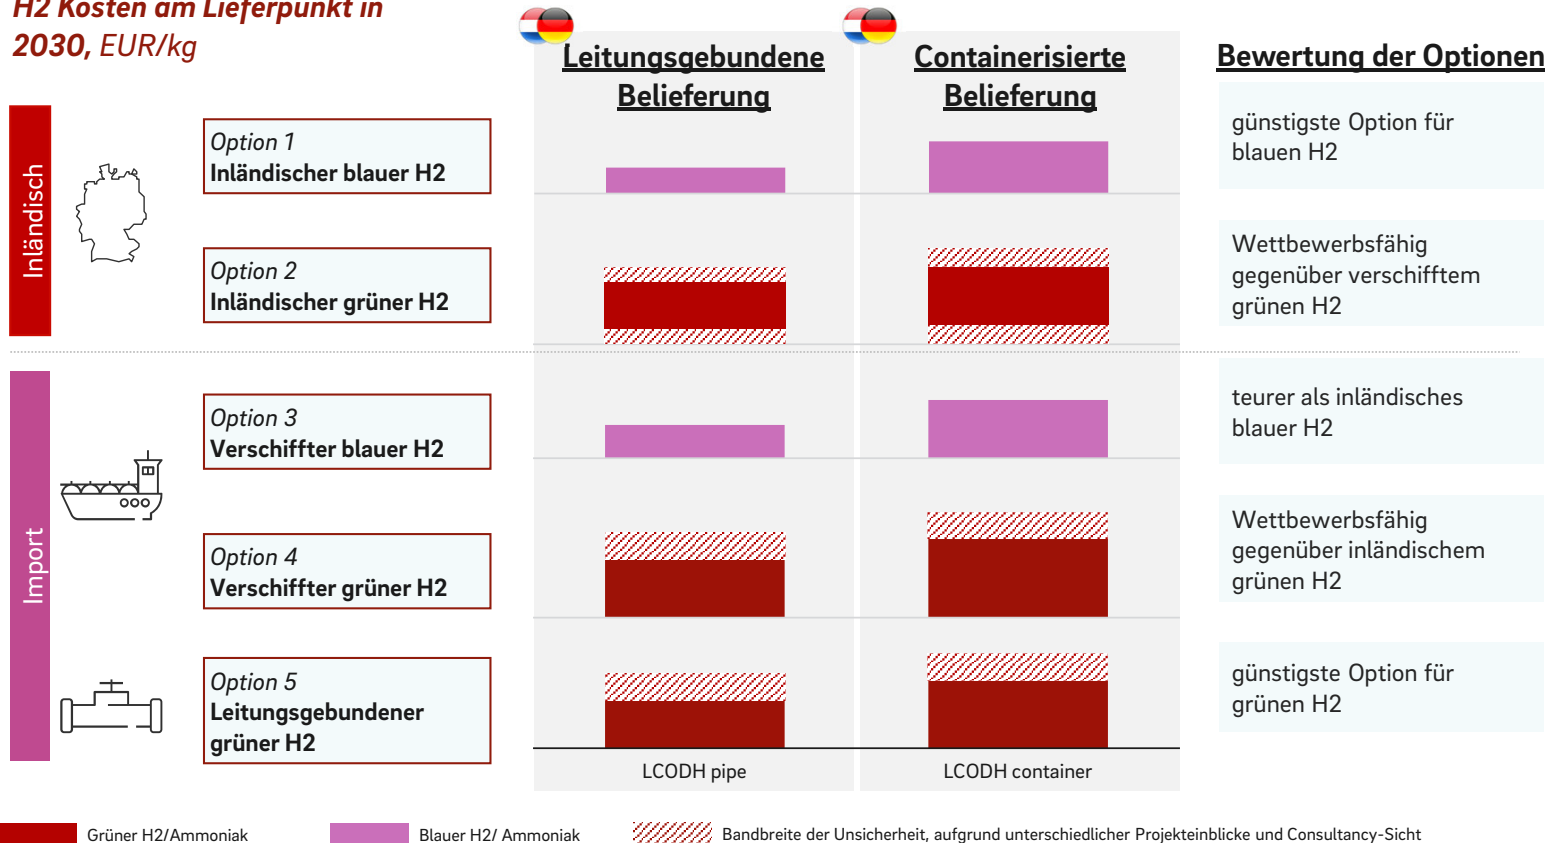 H2 Kosten am Lieferpunkt in
2030, EUR/kg
Leitungsgebundene
Belieferung
Containerisierte
Belieferung
Bewertung der Optionen
Inländisch
Option 1
Inländischer blauer H2
günstigste Option für
blauen H2
Option 2
Inländischer grüner H2
Wettbewerbsfähig
gegenüber verschifftem
grünen H2
Import
Option 3
Verschiffter blauer H2
teurer als inländisches
blauer H2
Option 4
Verschiffter grüner H2
Wettbewerbsfähig
gegenüber inländischem
grünen H2
Option 5
Leitungsgebundener
grüner H2
günstigste Option für
grünen H2
LCODH pipe
LCODH container
Grüner H2/Ammoniak
Blauer H2/ Ammoniak
Bandbreite der Unsicherheit, aufgrund unterschiedlicher Projekteinblicke und Consultancy-Sicht